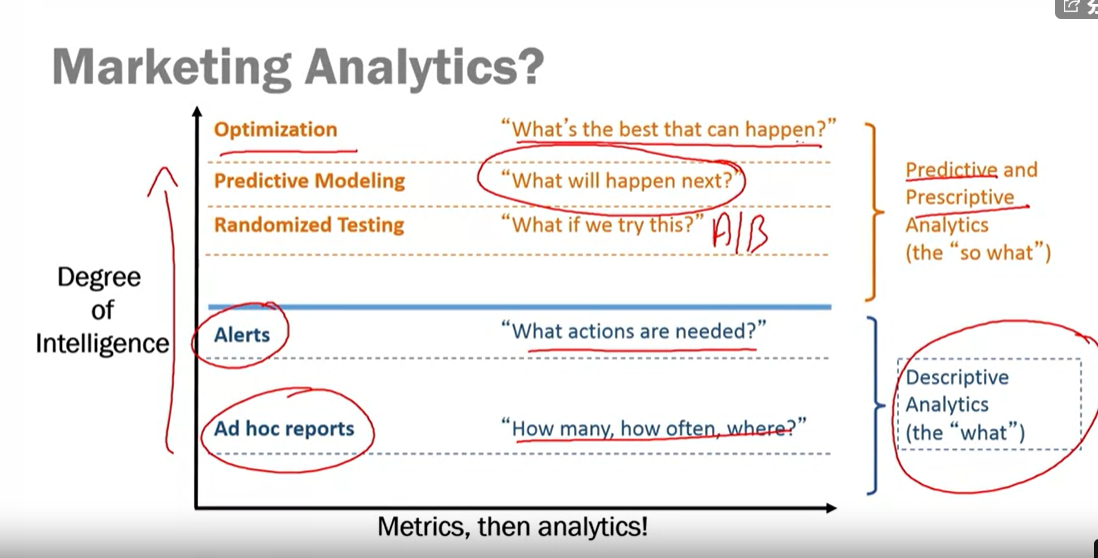 Marketing Analytics?
Optimization
“What's the best that can happen?”
Predictive Modeling
“What will happen next?”
Randomized Testing
“What if we try this?”
A/B
Predictive and
Prescriptive
Analytics
(the “so what”)
Degree
of
Intelligence
Alerts
“What actions are needed?”
Ad hoc reports
“How many, how often, where?”
Descriptive
Analytics
(the “what”)
Metrics, then analytics!